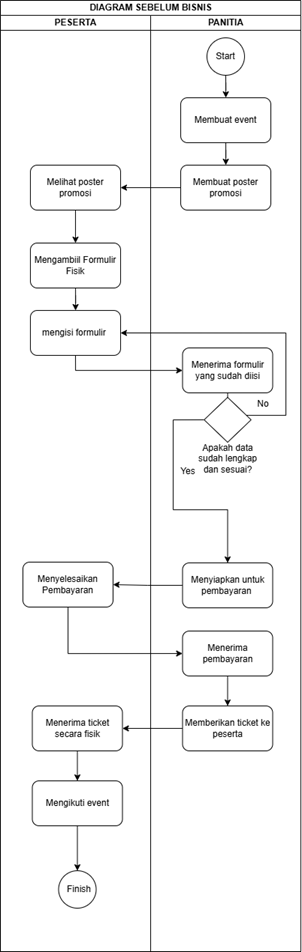 DIAGRAM SEBELUM BISNIS
PESERTA
PANITIA
Start
Membuat event
Membuat poster
promosi
Melihat poster
promosi
Mengambiil Formulir
Fisik
mengisi formulir
Menerima formulir
yang sudah diisi
No
Apakah data
sudah lengkap
dan sesuai?
Yes
Menyiapkan untuk
pembayaran
Menyelesaikan
Pembayaran
Menerima
pembayaran
Memberikan ticket ke
peserta
Menerima ticket
secara fisik
Mengikuti event
Finish